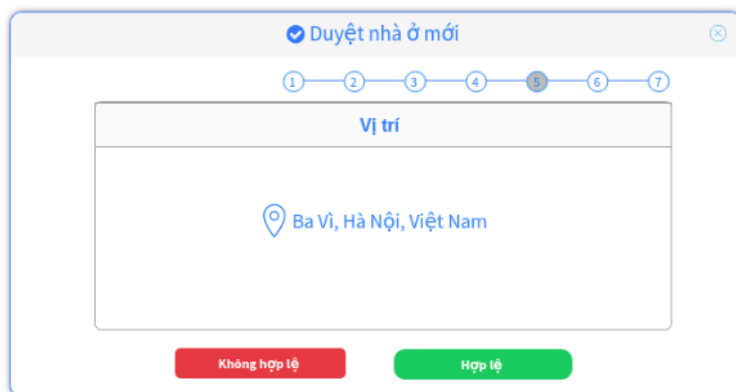 Duyệt nhà ở mới
1 2 3 4 5 6 7
Vị trí
Ba Vì, Hà Nội, Việt Nam
Không hợp lệ Hợp lệ